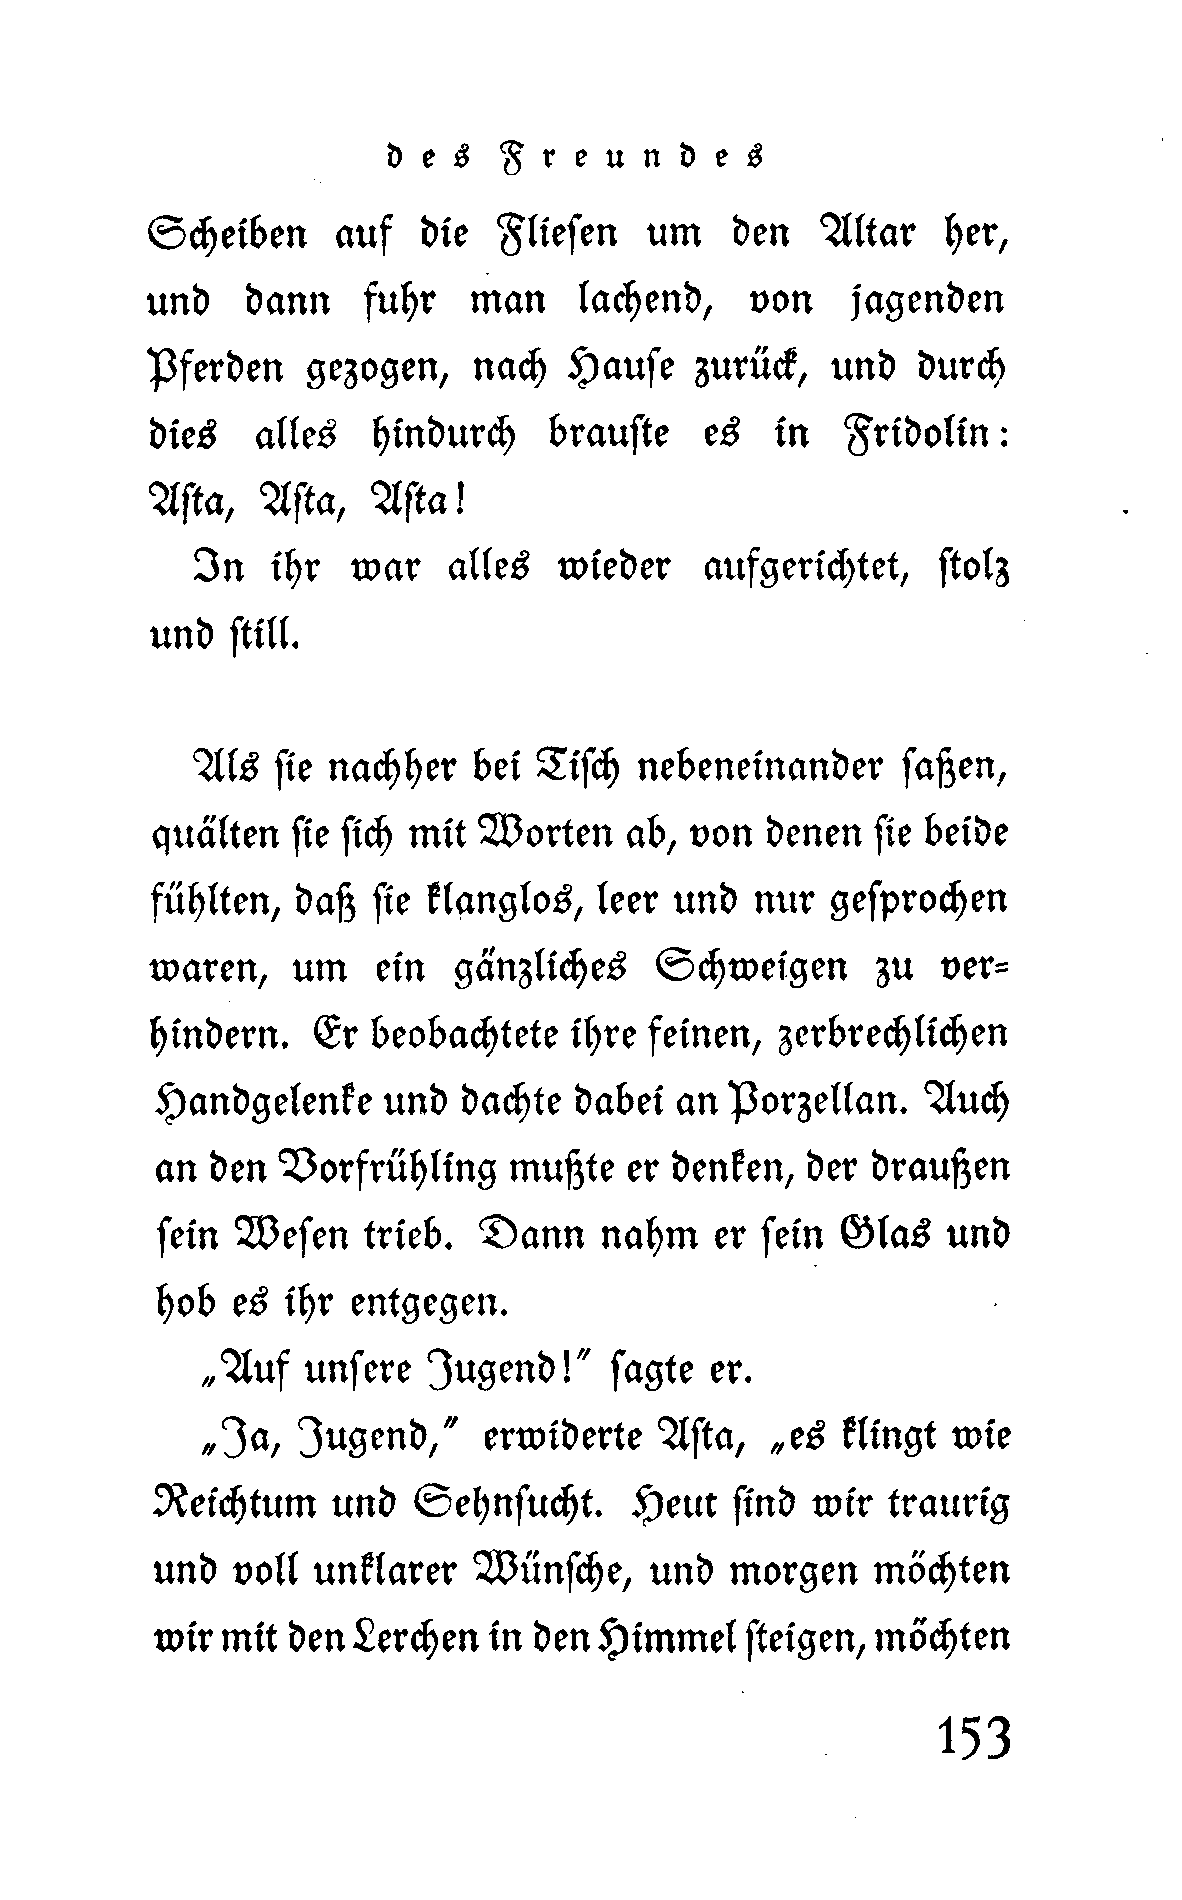 des Freundes
Scheiben auf die Fliesen um den Altar her,
und dann fuhr man lachend, von jagenden
Pferden gezogen, nach Hause zurück, und durch
dies alles hindurch brauste es in Fridolin:
Asta, Asta, Asta!
In ihr war alles wieder aufgerichtet, stolz
und still.
Als sie nachher bei Tisch nebeneinander saßen,
quälten sie sich mit Worten ab, von denen sie beide
fühlten, daß sie klanglos, leer und nur gesprochen
waren, um ein gänzliches Schweigen zu ver-
hindern. Er beobachtete ihre feinen, zerbrechlichen
Handgelenke und dachte dabei an Porzellan. Auch
an den Vorfrühling mußte er denken, der draußen
sein Wesen trieb. Dann nahm er sein Glas und
hob es ihr entgegen.
„Auf unsere Jugend!“ sagte er.
„Ja, Jugend,“ erwiderte Asta, „es klingt wie
Reichtum und Sehnsucht. Heut sind wir traurig
und voll unklarer Wünsche, und morgen möchten
wir mit den Lerchen in den Himmel steigen, möchten
153